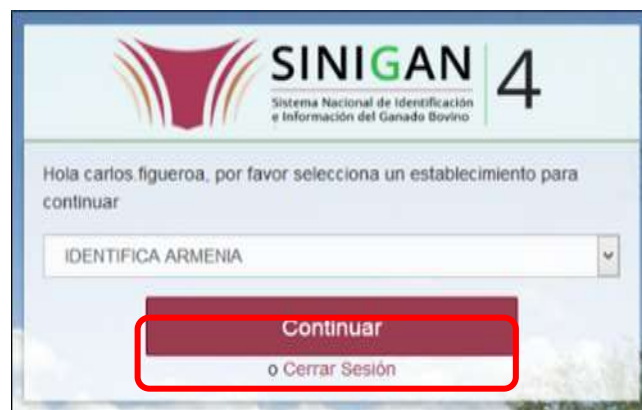 SINIGAN 4
Sistema Nacional de Identificación
e Información del Ganado Bovino
Hola carlos.figueroa, por favor selecciona un establecimiento para
continuar
IDENTIFICA ARMENIA
Continuar
o Cerrar Sesión